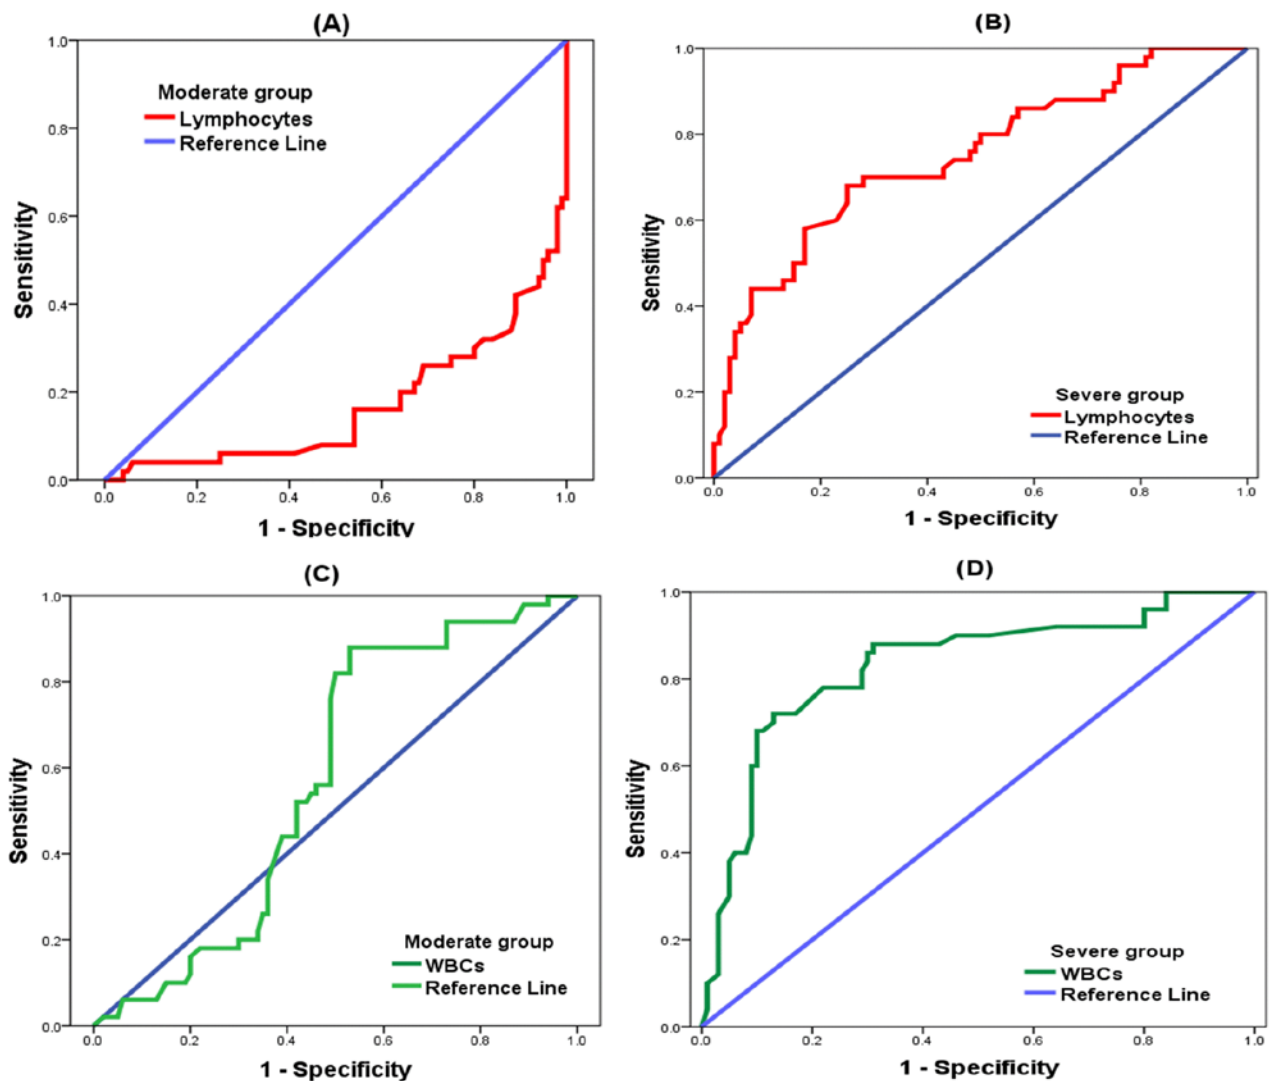 (A)
1.0
0.8
0.6
0.4
0.2
0.0
Sensitivity
Moderate group
Lymphocytes
Reference Line
0.0 0.2 0.4 0.6 0.8 1.0
1 - Specificity
(B)
1.0
0.8
0.6
0.4
0.2
0.0
Sensitivity
Severe group
Lymphocytes
Reference Line
0.0 0.2 0.4 0.6 0.8 1.0
1 - Specificity
(C)
1.0
0.8
0.6
0.4
0.2
0.0
Sensitivity
Moderate group
WBCs
Reference Line
0.0 0.2 0.4 0.6 0.8 1.0
1 - Specificity
(D)
1.0
0.8
0.6
0.4
0.2
0.0
Sensitivity
Severe group
WBCs
Reference Line
0.0 0.2 0.4 0.6 0.8 1.0
1 - Specificity